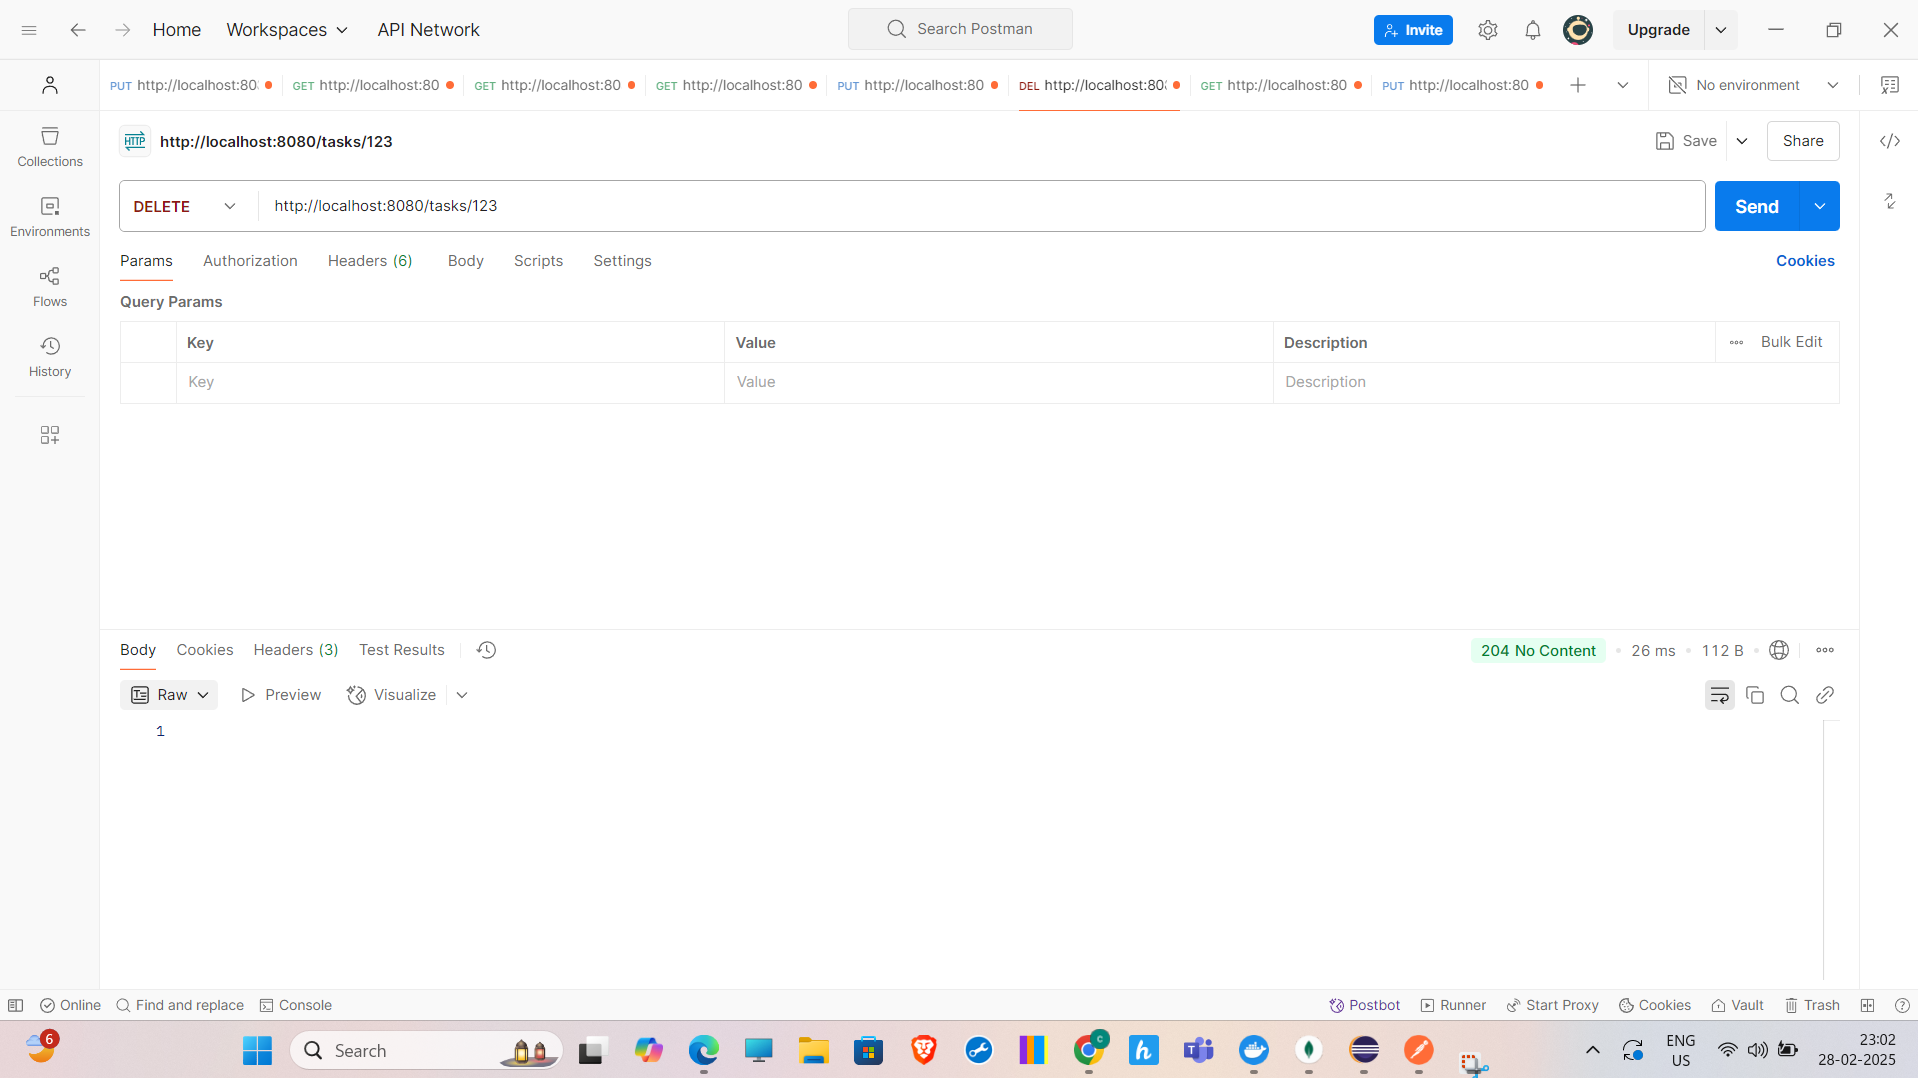 Home Workspaces API Network Search Postman Invite Upgrade
PUT http://localhost:80 GET http://localhost:80 GET http://localhost:80 GET http://localhost:80 PUT http://localhost:80 DEL http://localhost:80 GET http://localhost:80 PUT http://localhost:80 No environment
HTTP http://localhost:8080/tasks/123 Save Share
Collections
DELETE http://localhost:8080/tasks/123 Send
Environments
Params Authorization Headers (6) Body Scripts Settings Cookies
Flows
Query Params
Key Value Description Bulk Edit
History
Key Value Description
Body Cookies Headers (3) Test Results 204 No Content 26 ms 112 B
Raw Preview Visualize
1
Online Find and replace Console Postbot Runner Start Proxy Cookies Vault Trash
6 Search C h ENG US 23:02
28-02-2025